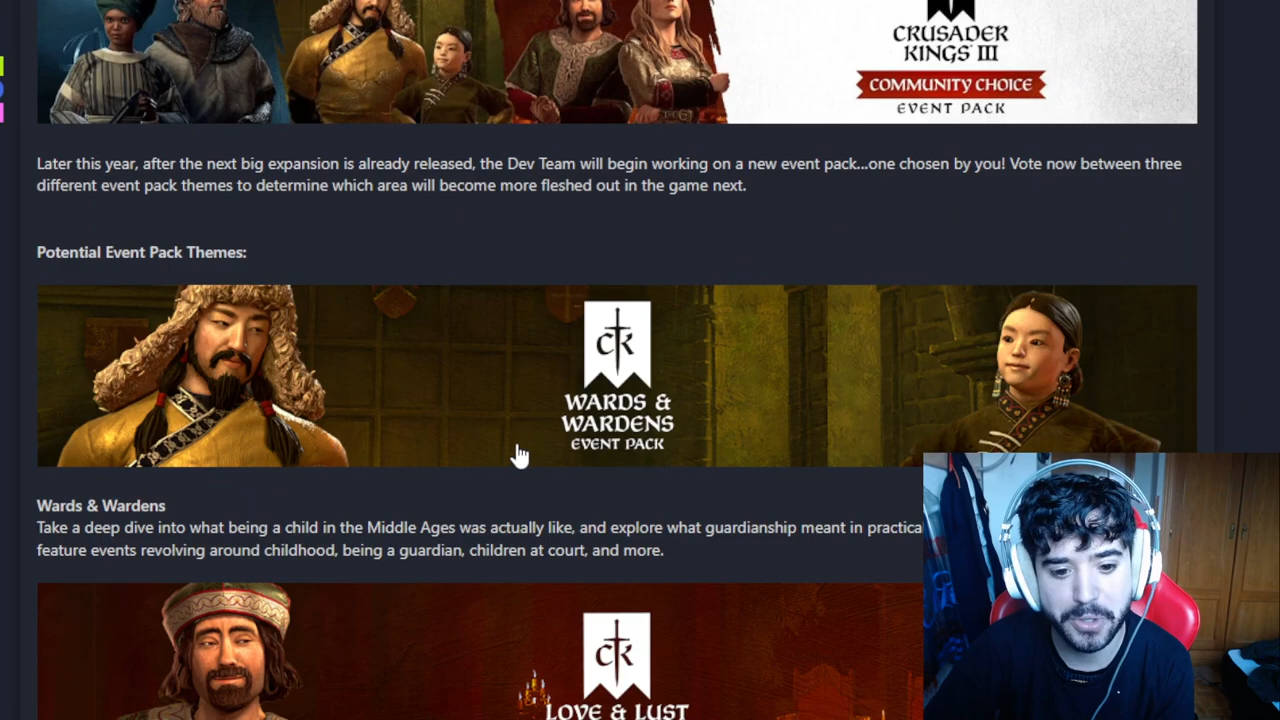 CRUSADER
KINGS III
COMMUNITY CHOICE
EVENT PACK
Later this year, after the next big expansion is already released, the Dev Team will begin working on a new event pack...one chosen by you! Vote now between three
different event pack themes to determine which area will become more fleshed out in the game next.
Potential Event Pack Themes:
CK
WARDS &
WARDENS
EVENT PACK
Wards & Wardens
Take a deep dive into what being a child in the Middle Ages was actually like, and explore what guardianship meant in practica
feature events revolving around childhood, being a guardian, children at court, and more.
CK
LOVE & LUST